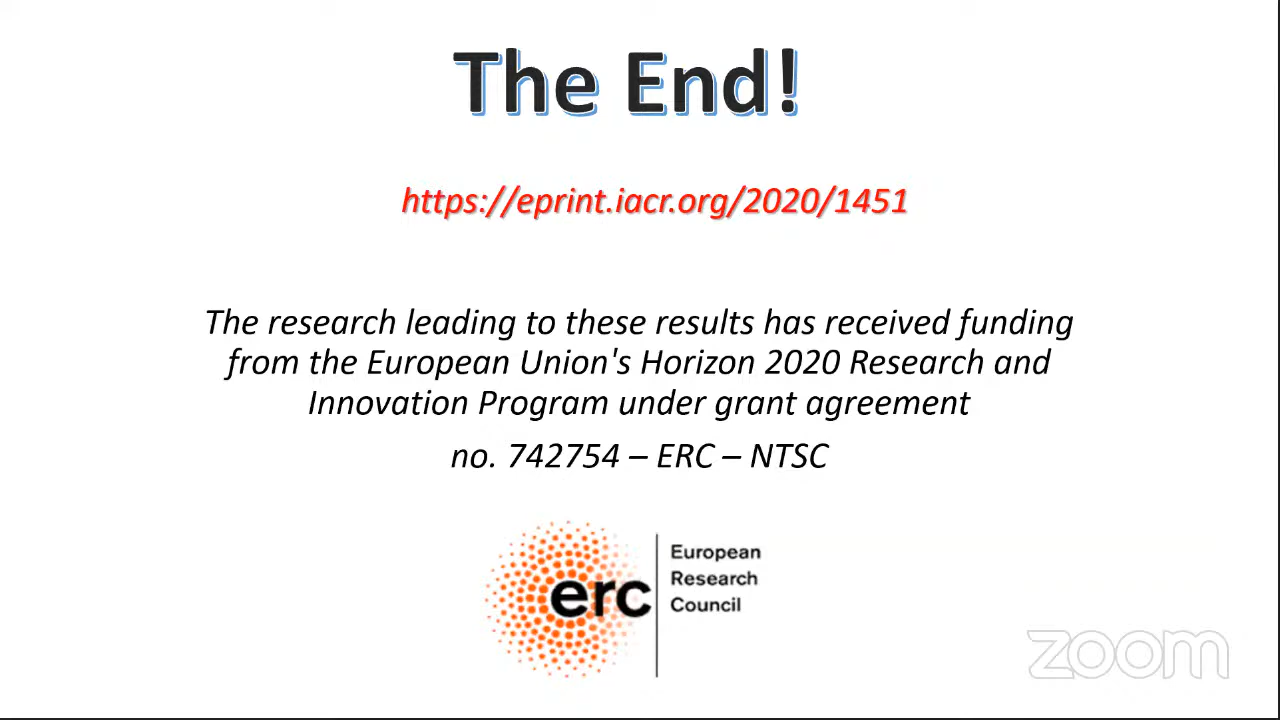 The End!
https://eprint.iacr.org/2020/1451
The research leading to these results has received funding
from the European Union's Horizon 2020 Research and
Innovation Program under grant agreement
no. 742754 – ERC – NTSC
erc
European
Research
Council
zoom